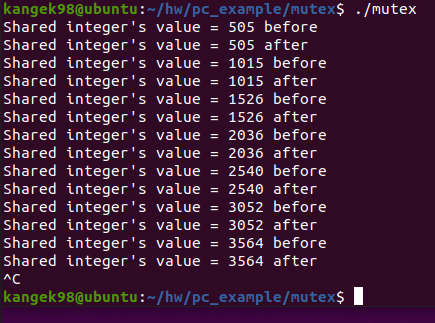 kangek98@ubuntu:~/hw/pc_example/mutex$ ./mutex
Shared integer's value = 505 before
Shared integer's value = 505 after
Shared integer's value = 1015 before
Shared integer's value = 1015 after
Shared integer's value = 1526 before
Shared integer's value = 1526 after
Shared integer's value = 2036 before
Shared integer's value = 2036 after
Shared integer's value = 2540 before
Shared integer's value = 2540 after
Shared integer's value = 3052 before
Shared integer's value = 3052 after
Shared integer's value = 3564 before
Shared integer's value = 3564 after
^C
kangek98@ubuntu:~/hw/pc_example/mutex$